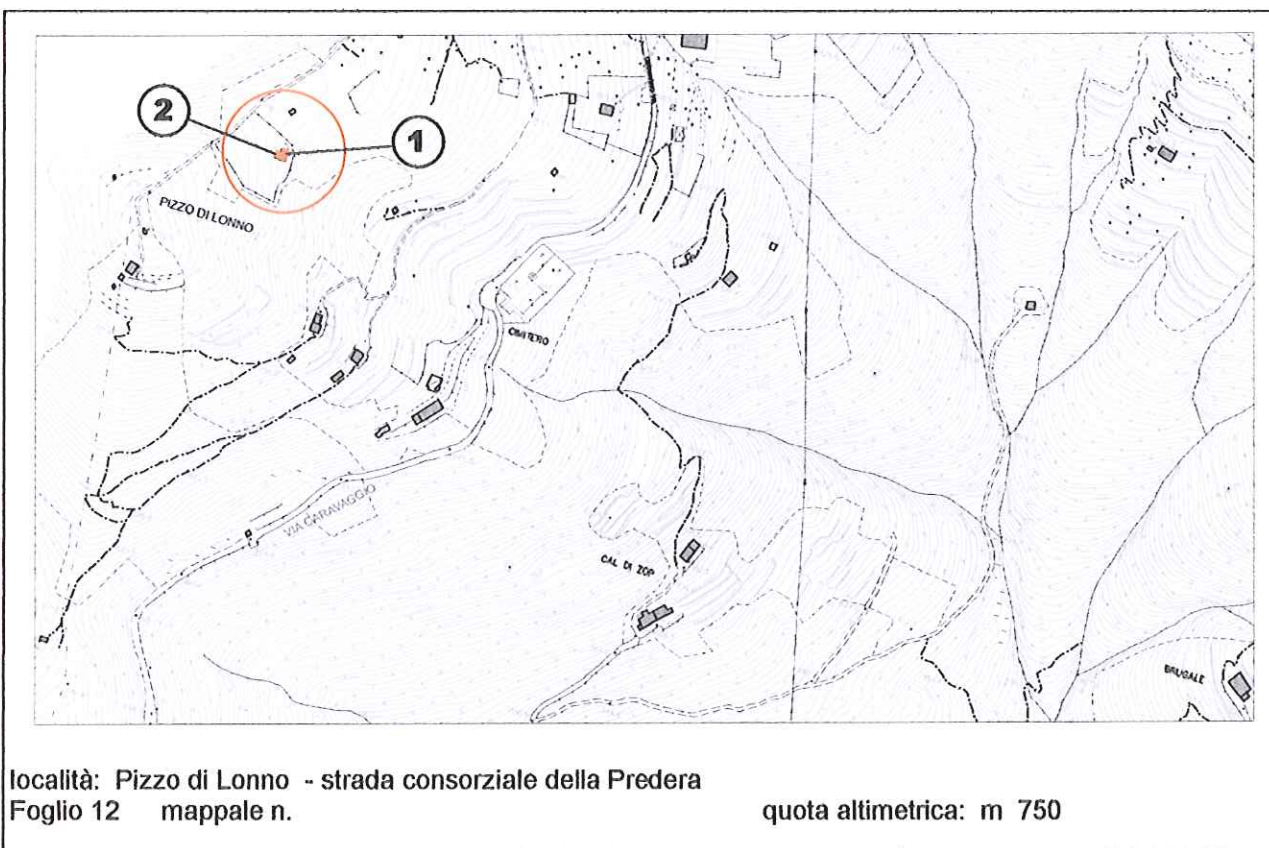 2
1
PIZZO DI LONNO
CIMITERO
VIA CARAVAGGIO
CAL DI ZOP
BRUGALE
località: Pizzo di Lonno - strada consorziale della Predera
Foglio 12 mappale n.
quota altimetrica: m 750